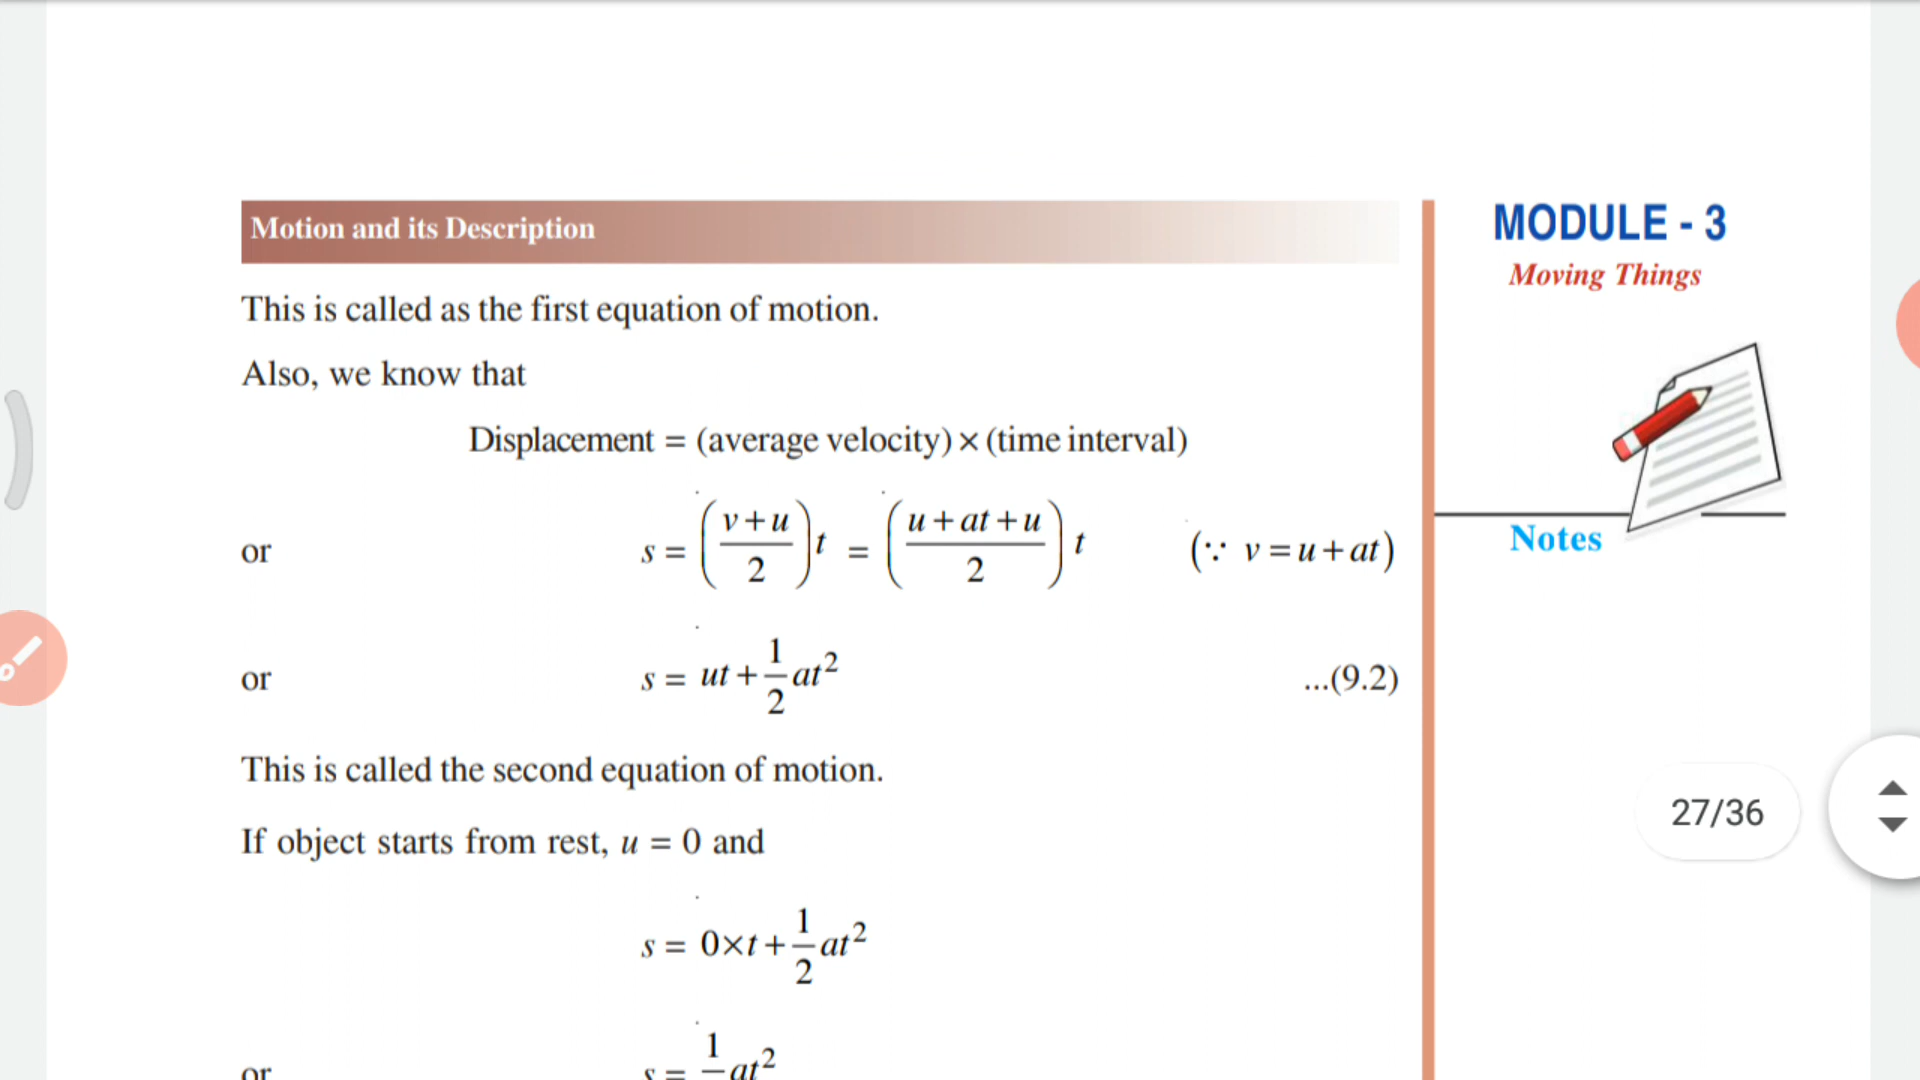 Motion and its Description
MODULE - 3
Moving Things
This is called as the first equation of motion.
Also, we know that
Displacement = (average velocity) × (time interval)
or s = ((v+u)/2)t = ((u+at+u)/2) t (∵ v=u+at)
Notes
or s = ut + 1/2 at² ...(9.2)
This is called the second equation of motion.
27/36
If object starts from rest, u = 0 and
s = 0×t + 1/2 at²
or s = 1 at²